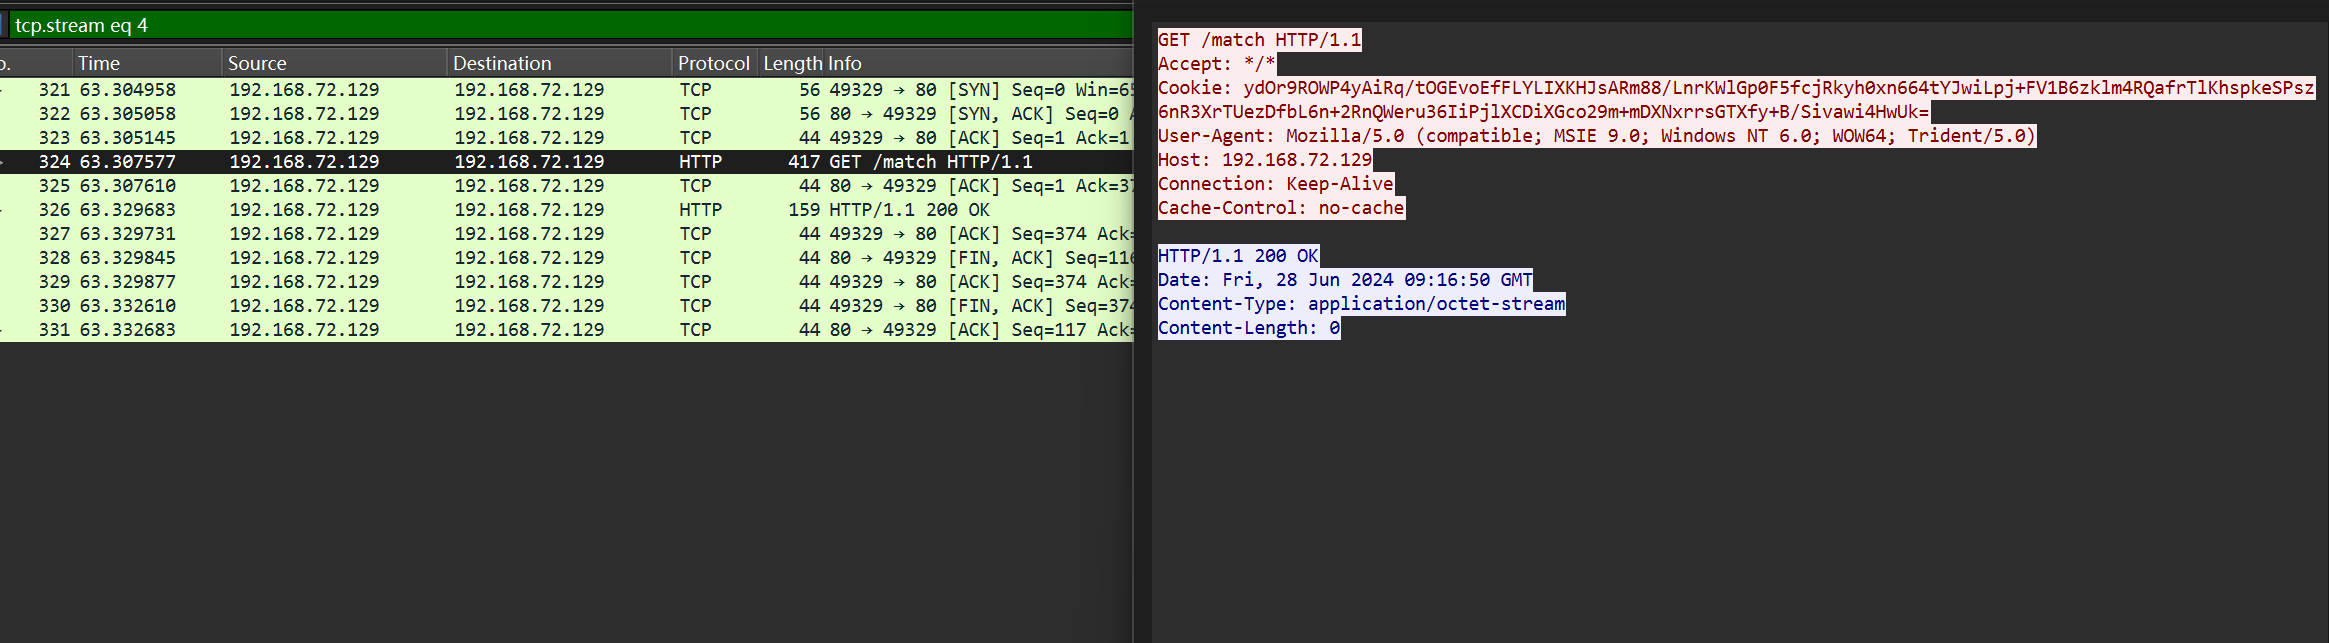 tcp.stream eq 4
o. Time Source Destination Protocol Length Info
321 63.304958 192.168.72.129 192.168.72.129 TCP 56 49329 → 80 [SYN] Seq=0 Win=65
322 63.305058 192.168.72.129 192.168.72.129 TCP 56 80 → 49329 [SYN, ACK] Seq=0 A
323 63.305145 192.168.72.129 192.168.72.129 TCP 44 49329 → 80 [ACK] Seq=1 Ack=1
324 63.307577 192.168.72.129 192.168.72.129 HTTP 417 GET /match HTTP/1.1
325 63.307610 192.168.72.129 192.168.72.129 TCP 44 80 → 49329 [ACK] Seq=1 Ack=37
326 63.329683 192.168.72.129 192.168.72.129 HTTP 159 HTTP/1.1 200 OK
327 63.329731 192.168.72.129 192.168.72.129 TCP 44 49329 → 80 [ACK] Seq=374 Ack=
328 63.329845 192.168.72.129 192.168.72.129 TCP 44 80 → 49329 [FIN, ACK] Seq=116
329 63.329877 192.168.72.129 192.168.72.129 TCP 44 49329 → 80 [ACK] Seq=374 Ack=
330 63.332610 192.168.72.129 192.168.72.129 TCP 44 49329 → 80 [FIN, ACK] Seq=374
331 63.332683 192.168.72.129 192.168.72.129 TCP 44 80 → 49329 [ACK] Seq=117 Ack=
GET /match HTTP/1.1
Accept: */*
Cookie: ydOr9ROWP4yAiRq/tOGEvoEfFLYLIXKHJsARm88/LnrKWlGp0F5fcjRkyh0xn664tYJwiLpj+FV1B6zklm4RQafrTlKhspkeSPsz
6nR3XrTUezDfbL6n+2RnQWeru36IiPjlXCDiXGco29m+mDXNxrrsGTXfy+B/Sivawi4HwUk=
User-Agent: Mozilla/5.0 (compatible; MSIE 9.0; Windows NT 6.0; WOW64; Trident/5.0)
Host: 192.168.72.129
Connection: Keep-Alive
Cache-Control: no-cache
HTTP/1.1 200 OK
Date: Fri, 28 Jun 2024 09:16:50 GMT
Content-Type: application/octet-stream
Content-Length: 0